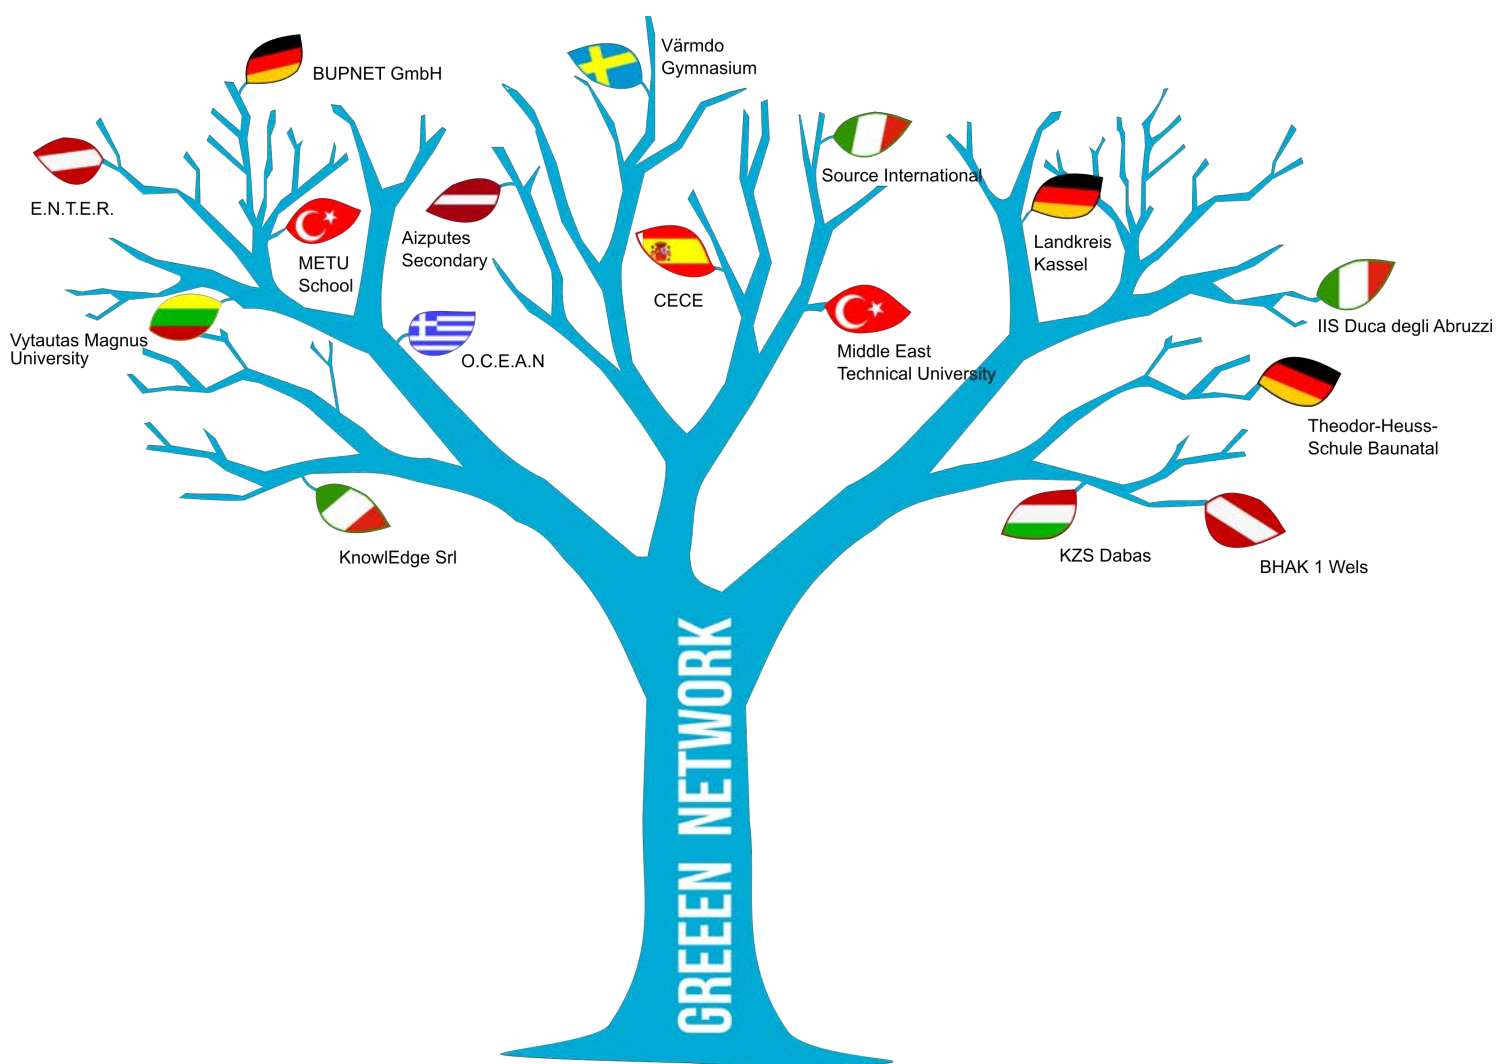 BUPNET GmbH
Värmdo
Gymnasium
E.N.T.E.R.
METU
School
Aizputes
Secondary
CECE
Source International
Landkreis
Kassel
Vytautas Magnus
University
O.C.E.A.N
Middle East
Technical University
IIS Duca degli Abruzzi
Theodor-Heuss-
Schule Baunatal
KnowlEdge Srl
KZS Dabas
BHAK 1 Wels
GREEEN NETWORK